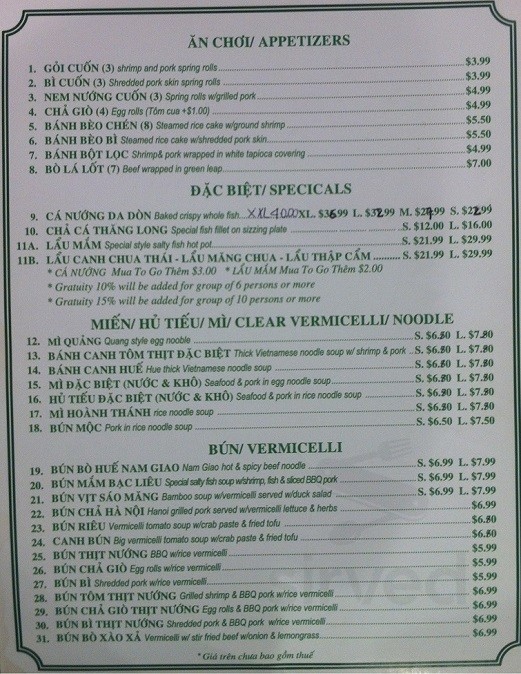 ĂN CHƠI/ APPETIZERS
1. GỎI CUỐN (3) shrimp and pork spring rolls $3.99
2. BÌ CUỐN (3) Shredded pork skin spring rolls $3.99
3. NEM NƯỚNG CUỐN (3) Spring rolls w/grilled pork $4.99
4. CHẢ GIÒ (4) Egg rolls (Tôm cua +$1.00) $4.99
5. BÁNH BÈO CHÉN (8) Steamed rice cake w/ground shrimp $5.50
6. BÁNH BÈO BÌ Steamed rice cake w/shredded pork skin $5.50
7. BÁNH BỘT LỌC Shrimp& pork wrapped in white tapioca covering $4.99
8. BÒ LÁ LỐT (7) Beef wrapped in green leap $7.00
ĐẶC BIỆT/ SPECICALS
9. CÁ NƯỚNG DA DÒN Baked crispy whole fish XXL 40.00 XL. $36.99 L. $32.99 M. $29.99 S. $22.99
10. CHẢ CÁ THĂNG LONG Special fish fillet on sizzing plate S. $12.00 L. $16.00
11A. LẨU MẮM Special style salty fish hot pot S. $21.99 L. $29.99
11B. LẨU CANH CHUA THÁI - LẨU MĂNG CHUA - LẨU THẬP CẨM S. $21.99 L. $29.99
* CÁ NƯỚNG Mua To Go Thêm $3.00 * LẨU MẮM Mua To Go Thêm $2.00
* Gratuity 10% will be added for group of 6 persons or more
* Gratuity 15% will be added for group of 10 persons or more
MIẾN/ HỦ TIẾU/ MÌ/ CLEAR VERMICELLI/ NOODLE
12. MÌ QUẢNG Quang style egg nooble S. $6.80 L. $7.80
13. BÁNH CANH TÔM THỊT ĐẶC BIỆT Thick Vietnamese noodle soup w/ shrimp & pork S. $6.80 L. $7.80
14. BÁNH CANH HUẾ Hue thick Vietnamese noodle soup S. $6.80 L. $7.80
15. MÌ ĐẶC BIỆT (NƯỚC & KHÔ) Seafood & pork in egg noodle soup S. $6.80 L. $7.80
16. HỦ TIẾU ĐẶC BIỆT (NƯỚC & KHÔ) Seafood & pork in rice noodle soup S. $6.80 L. $7.80
17. MÌ HOÀNH THÁNH rice noodle soup S. $6.80 L. $7.80
18. BÚN MỘC Pork in rice noodle soup S. $6.50 L. $7.50
BÚN/ VERMICELLI
19. BÚN BÒ HUẾ NAM GIAO Nam Giao hot & spicy beef noodle S. $6.99 L. $7.99
20. BÚN MẮM BẠC LIÊU Special salty fish soup w/shrimp, fish & sliced BBQ pork S. $6.99 L. $7.99
21. BÚN VỊT SÁO MĂNG Bamboo soup w/vermicelli served w/duck salad S. $6.99 L. $7.99
22. BÚN CHẢ HÀ NỘI Hanoi grilled pork served w/vermicelli lettuce & herbs $6.99
23. BÚN RIÊU Vermicelli tomato soup w/crab paste & fried tofu $6.80
24. CANH BÚN Big vermicelli tomato soup w/crab paste & fried tofu $6.80
25. BÚN THỊT NƯỚNG BBQ w/rice vermicelli $5.99
26. BÚN CHẢ GIÒ Egg rolls w/rice vermicelli $5.99
27. BÚN BÌ Shredded pork w/rice vermicelli $5.99
28. BÚN TÔM THỊT NƯỚNG Grilled shrimp & BBQ pork w/rice vermicelli $6.99
29. BÚN CHẢ GIÒ THỊT NƯỚNG Egg rolls & BBQ pork w/rice vermicelli $6.99
30. BÚN BÌ THỊT NƯỚNG Shredded pork & BBQ pork w/rice vermicelli $6.99
31. BÚN BÒ XÀO XẢ Vermicelli w/ stir fried beef w/onion & lemongrass $6.99
*Giá trên chưa bao gồm thuế
sirved